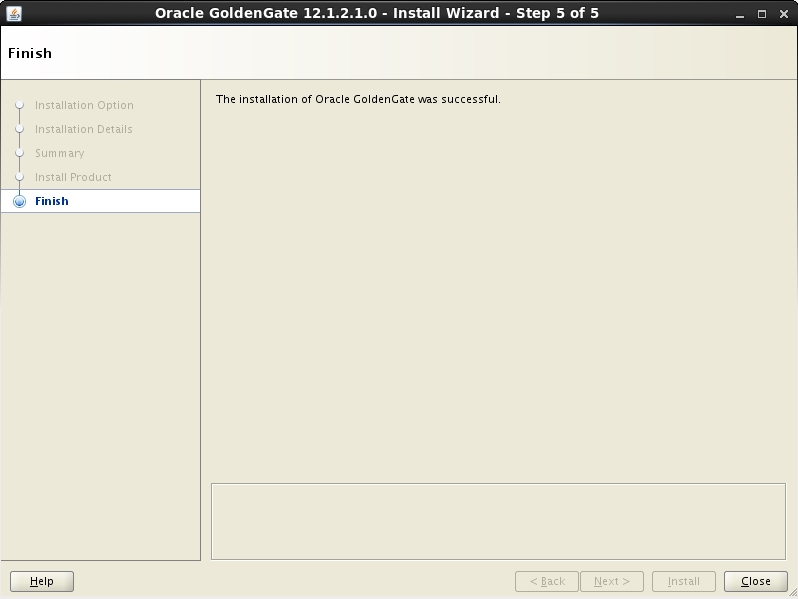 Oracle GoldenGate 12.1.2.1.0 - Install Wizard - Step 5 of 5
Finish
Installation Option
Installation Details
Summary
Install Product
Finish
The installation of Oracle GoldenGate was successful.
Help
< Back
Next >
Install
Close